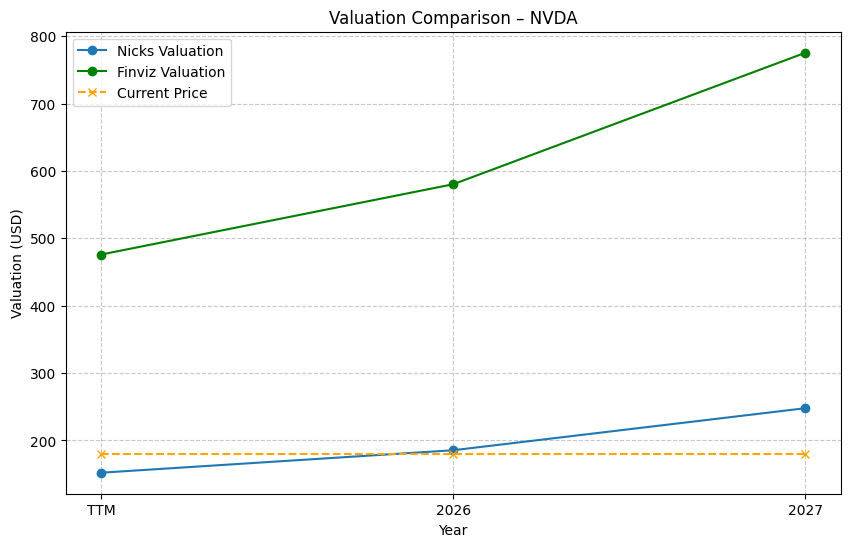 Valuation Comparison – NVDA
Nicks Valuation
Finviz Valuation
Current Price
Valuation (USD)
800
700
600
500
400
300
200
TTM
2026
2027
Year